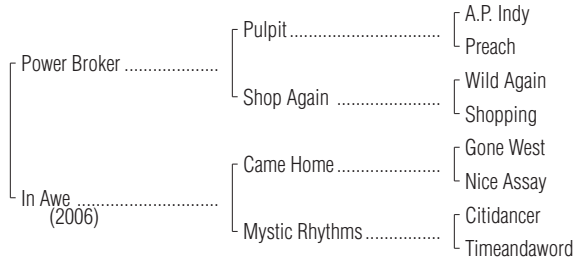 A.P. Indy
Pulpit
Preach
Power Broker
Wild Again
Shop Again
Shopping
Gone West
Came Home
Nice Assay
In Awe
(2006)
Citidancer
Mystic Rhythms
Timeandaword